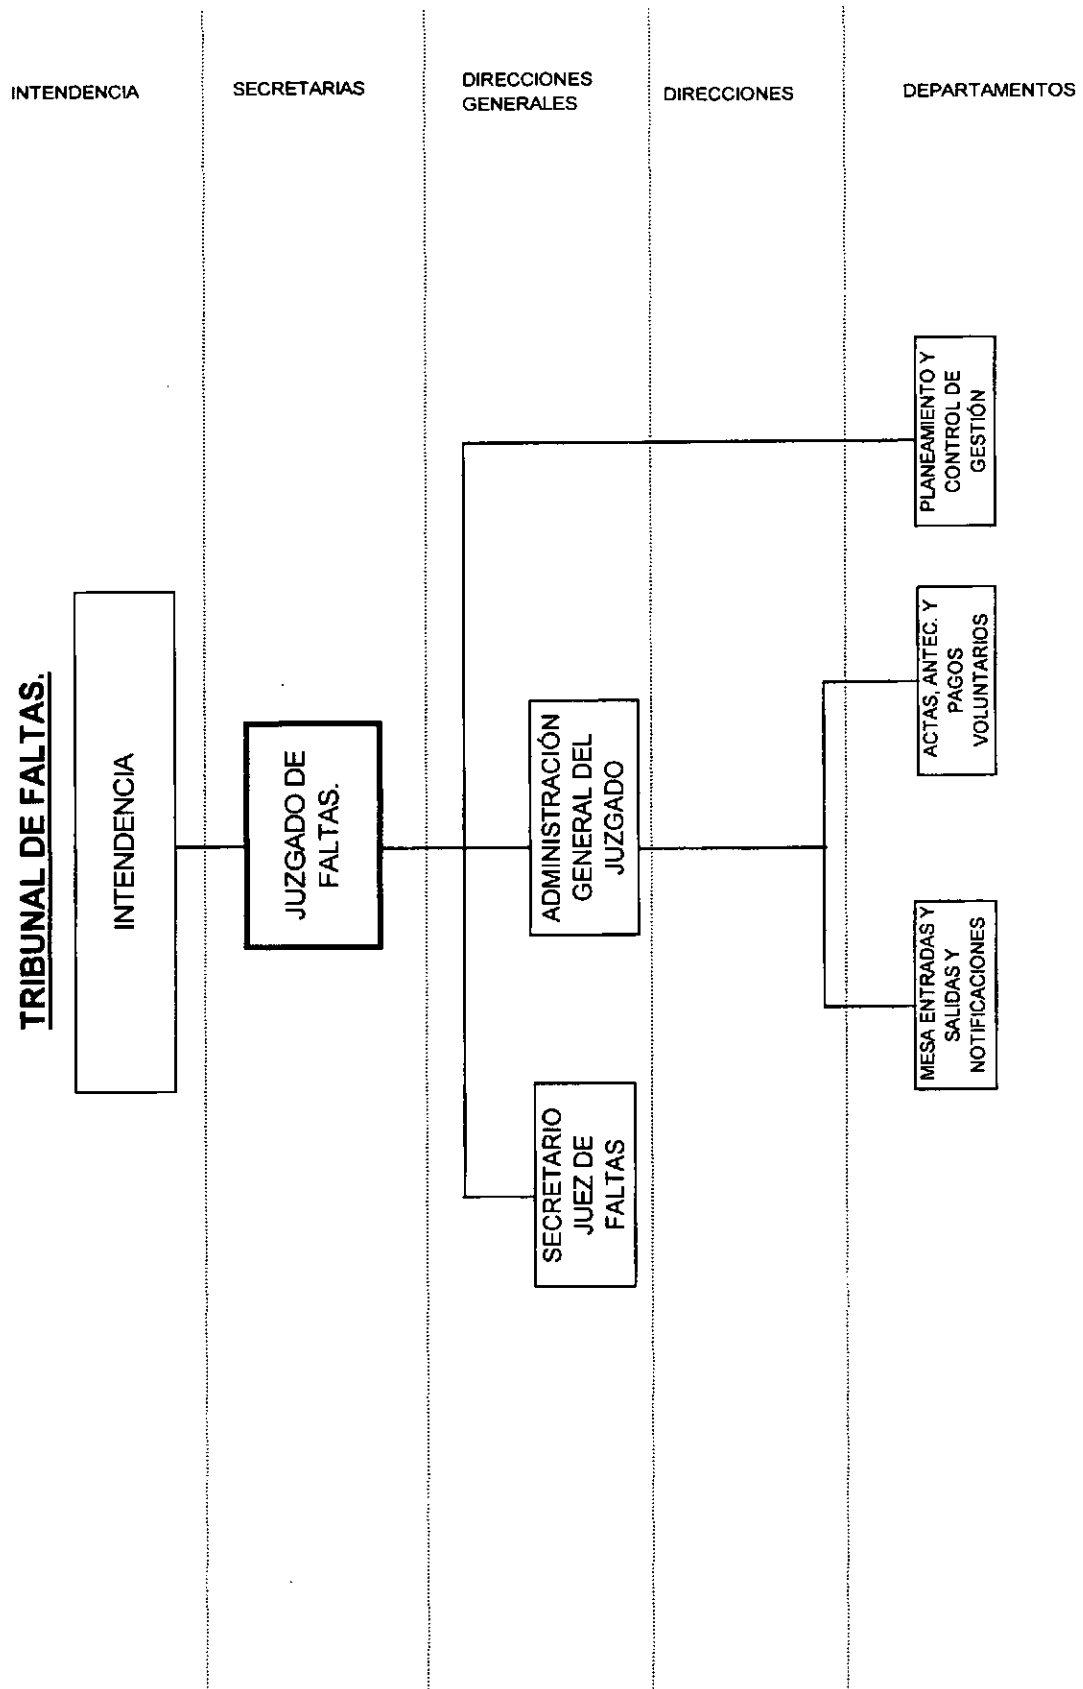 TRIBUNAL DE FALTAS.
INTENDENCIA
INTENDENCIA
SECRETARIAS
JUZGADO DE
FALTAS.
DIRECCIONES
GENERALES
SECRETARIO
JUEZ DE
FALTAS
ADMINISTRACIÓN
GENERAL DEL
JUZGADO
DIRECCIONES
DEPARTAMENTOS
MESA ENTRADAS Y
SALIDAS Y
NOTIFICACIONES
ACTAS, ANTEC. Y
PAGOS
VOLUNTARIOS
PLANEAMIENTO Y
CONTROL DE
GESTIÓN